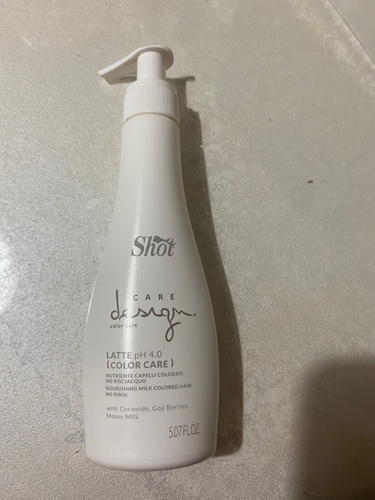 Shot
CARE
design.
color care
LATTE pH 4.0
(COLOR CARE)
NUTRIENTE CAPELLI COLORATI
NO RISCIACQUO
NOURISHING MILK COLORED HAIR
NO RINSE
with Ceramide, Goji Berries,
Monoi Milk
5.07 FL.OZ.